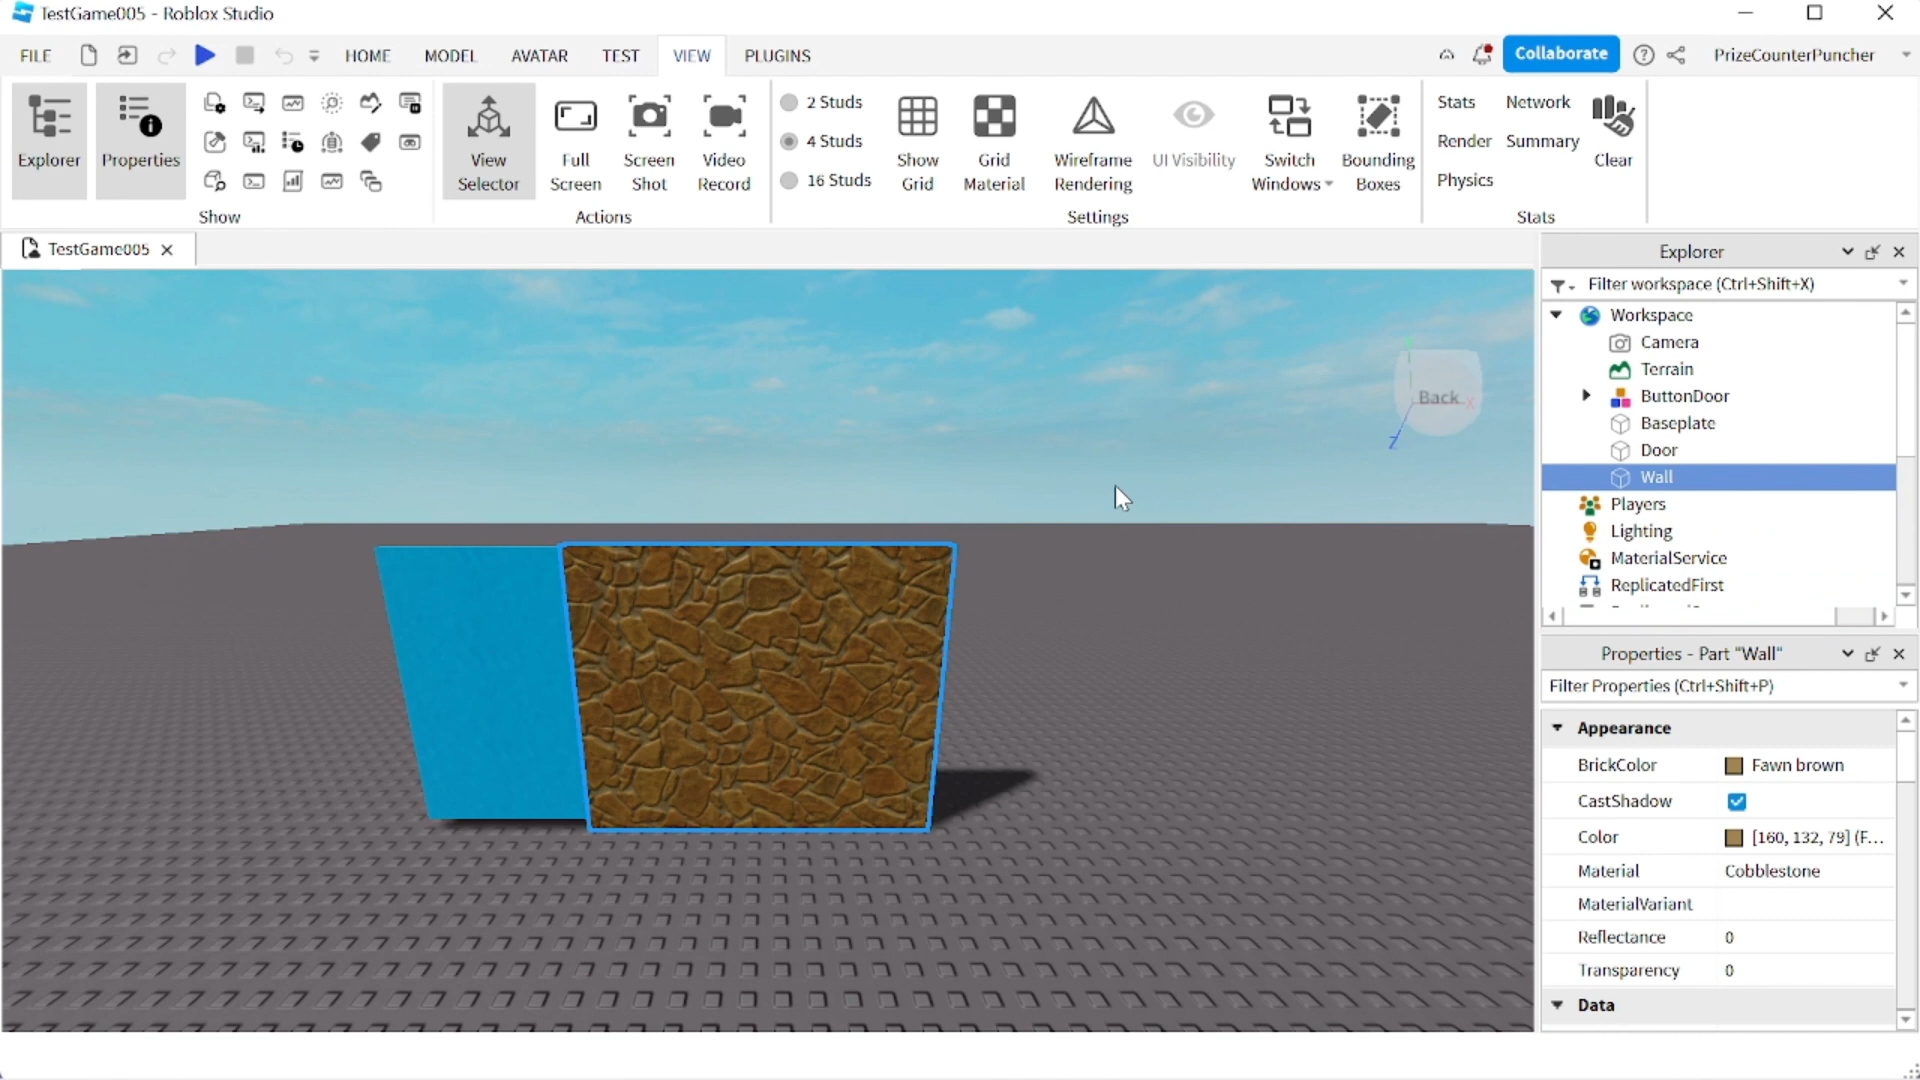 TestGame005 - Roblox Studio
FILE HOME MODEL AVATAR TEST VIEW PLUGINS Collaborate PrizeCounterPuncher
Explorer Properties View Selector Full Screen Screen Shot Video Record
2 Studs
4 Studs
16 Studs
Show Grid Grid Material Wireframe Rendering UI Visibility Switch Windows Bounding Boxes
Stats Network
Render Summary
Physics
Clear
Show Actions Settings Stats
TestGame005
Back
X
Z
Explorer
Filter workspace (Ctrl+Shift+X)
Workspace
Camera
Terrain
ButtonDoor
Baseplate
Door
Wall
Players
Lighting
MaterialService
ReplicatedFirst
Properties - Part "Wall"
Filter Properties (Ctrl+Shift+P)
Appearance
BrickColor Fawn brown
CastShadow
Color [160, 132, 79] (F...
Material Cobblestone
MaterialVariant
Reflectance 0
Transparency 0
Data